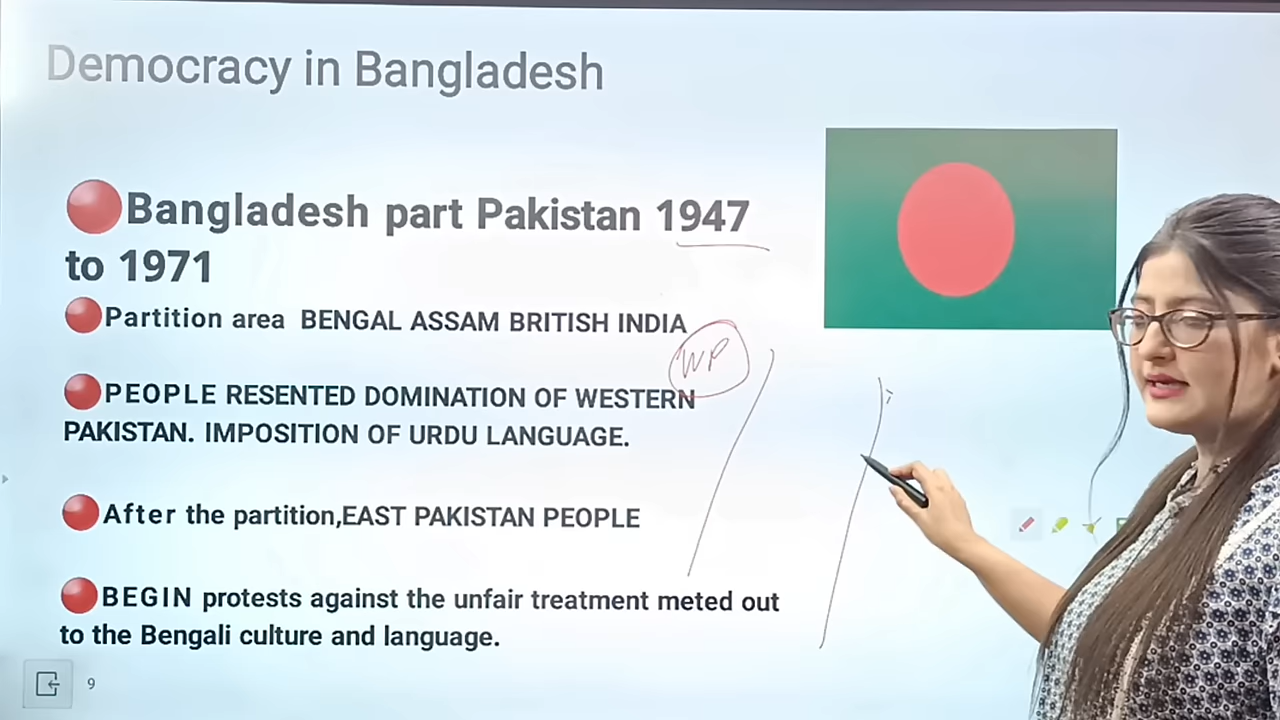 Democracy in Bangladesh
Bangladesh part Pakistan 1947
to 1971
Partition area BENGAL ASSAM BRITISH INDIA
WP
PEOPLE RESENTED DOMINATION OF WESTERN
PAKISTAN. IMPOSITION OF URDU LANGUAGE.
After the partition,EAST PAKISTAN PEOPLE
BEGIN protests against the unfair treatment meted out
to the Bengali culture and language.
9